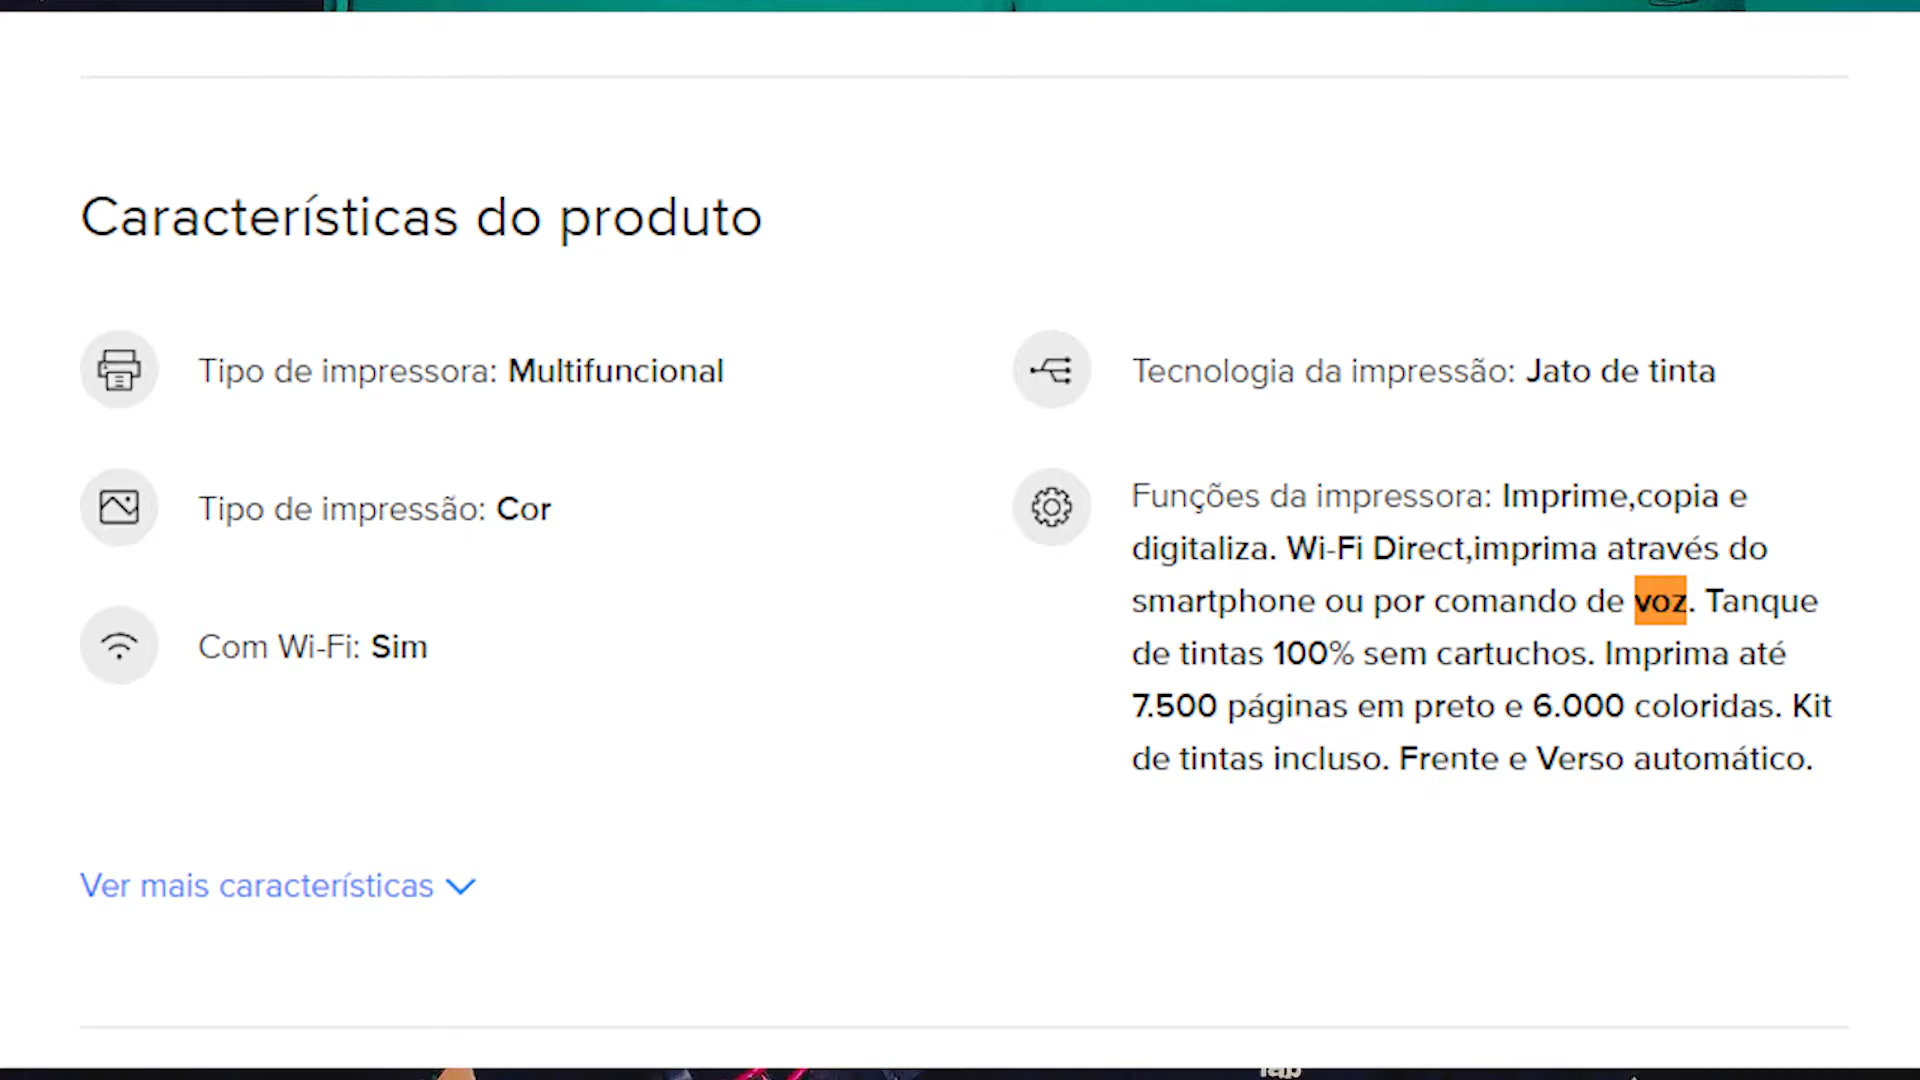 Características do produto
Tipo de impressora: Multifuncional
Tecnologia da impressão: Jato de tinta
Tipo de impressão: Cor
Funções da impressora: Imprime,copia e
digitaliza. Wi-Fi Direct,imprima através do
smartphone ou por comando de voz. Tanque
de tintas 100% sem cartuchos. Imprima até
7.500 páginas em preto e 6.000 coloridas. Kit
de tintas incluso. Frente e Verso automático.
Com Wi-Fi: Sim
Ver mais características